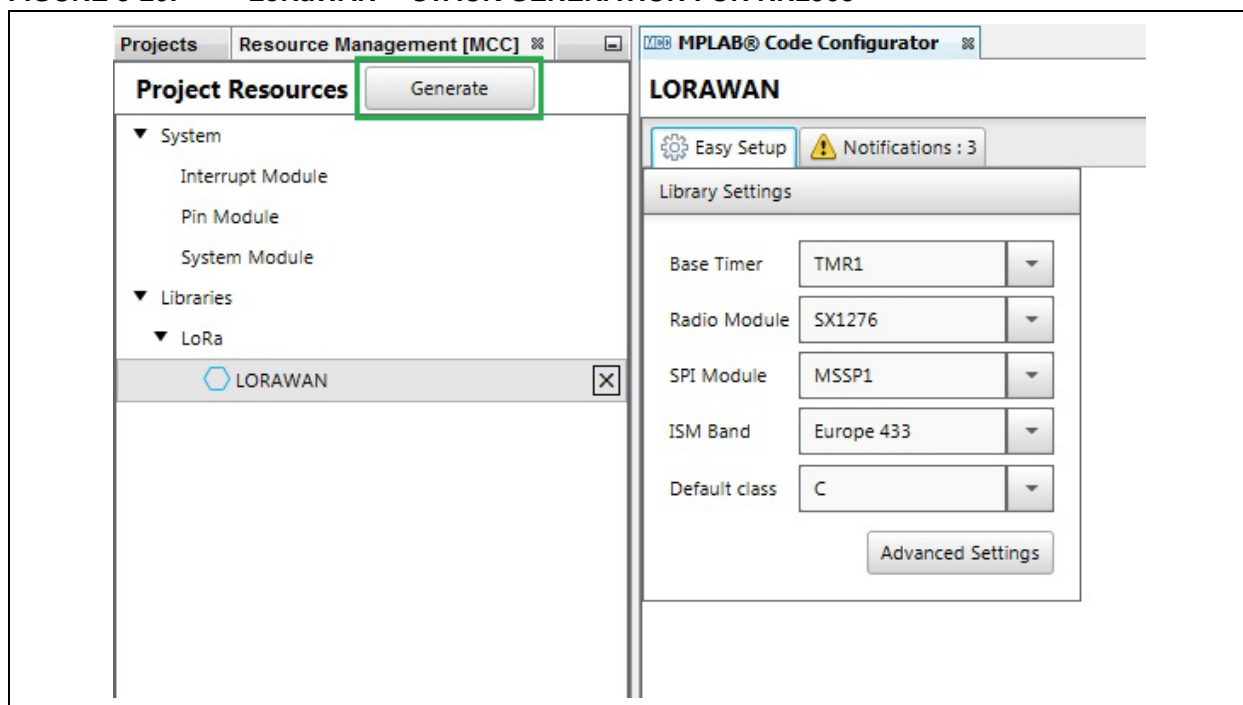 Projects
Resource Management [MCC]
MPLAB® Code Configurator
Project Resources
Generate
LORAWAN
System
Easy Setup
Notifications : 3
Interrupt Module
Library Settings
Pin Module
System Module
Base Timer
TMR1
Libraries
Radio Module
SX1276
LoRa
LORAWAN
SPI Module
MSSP1
ISM Band
Europe 433
Default class
C
Advanced Settings